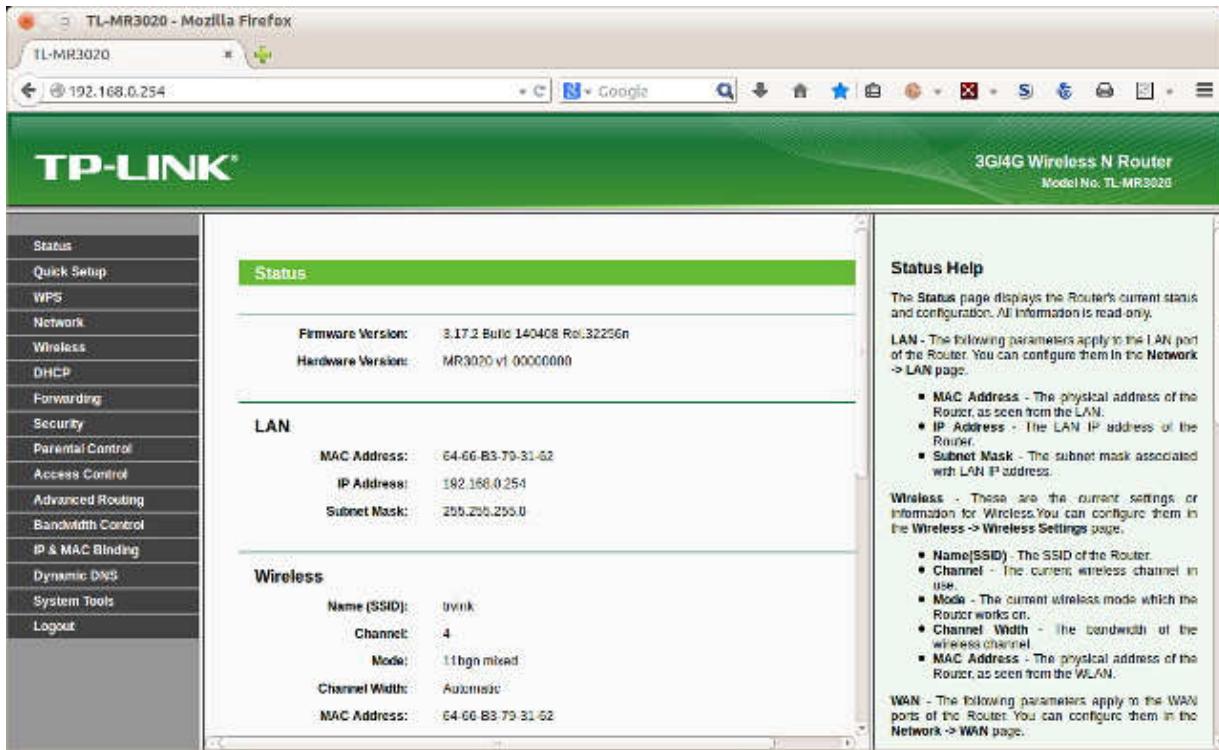 TL-MR3020 - Mozilla Firefox
TL-MR3020
192.168.0.254
Google
TP-LINK®
3G/4G Wireless N Router
Model No. TL-MR3020
Status
Quick Setup
WPS
Network
Wireless
DHCP
Forwarding
Security
Parental Control
Access Control
Advanced Routing
Bandwidth Control
IP & MAC Binding
Dynamic DNS
System Tools
Logout
Status
Firmware Version: 3.17.2 Build 140408 Rel.32256n
Hardware Version: MR3020 v1 00000000
LAN
MAC Address: 64-66-B3-79-31-62
IP Address: 192.168.0.254
Subnet Mask: 255.255.255.0
Wireless
Name (SSID):
Channel: 4
Mode: 11bgn mixed
Channel Width: Automatic
MAC Address: 64-66-B3-79-31-62
Status Help
The Status page displays the Router's current status
and configuration. All information is read-only.
LAN - The following parameters apply to the LAN port
of the Router. You can configure them in the Network
-> LAN page.
MAC Address - The physical address of the
Router, as seen from the LAN.
IP Address - The LAN IP address of the
Router.
Subnet Mask - The subnet mask associated
with LAN IP address.
Wireless - These are the current settings or
information for Wireless.You can configure them in
the Wireless -> Wireless Settings page.
Name(SSID) - The SSID of the Router.
Channel - The current wireless channel in
use.
Mode - The current wireless mode which the
Router works on.
Channel Width - The bandwidth of the
wireless channel.
MAC Address - The physical address of the
Router, as seen from the WLAN.
WAN - The following parameters apply to the WAN
ports of the Router. You can configure them in the
Network -> WAN page.